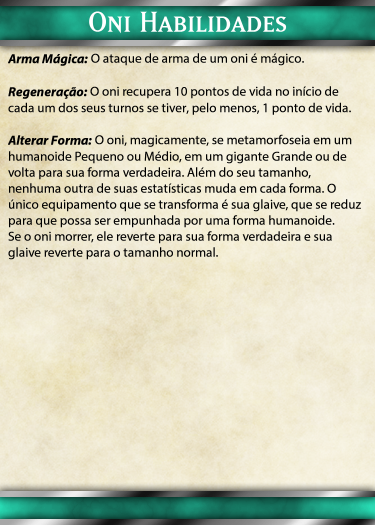 Oni Habilidades
Arma Mágica: O ataque de arma de um oni é mágico.
Regeneração: O oni recupera 10 pontos de vida no início de
cada um dos seus turnos se tiver, pelo menos, 1 ponto de vida.
Alterar Forma: O oni, magicamente, se metamorfoseia em um
humanoide Pequeno ou Médio, em um gigante Grande ou de
volta para sua forma verdadeira. Além do seu tamanho,
nenhuma outra de suas estatísticas muda em cada forma. O
único equipamento que se transforma é sua glaive, que se reduz
para que possa ser empunhada por uma forma humanoide.
Se o oni morrer, ele reverte para sua forma verdadeira e sua
glaive reverte para o tamanho normal.